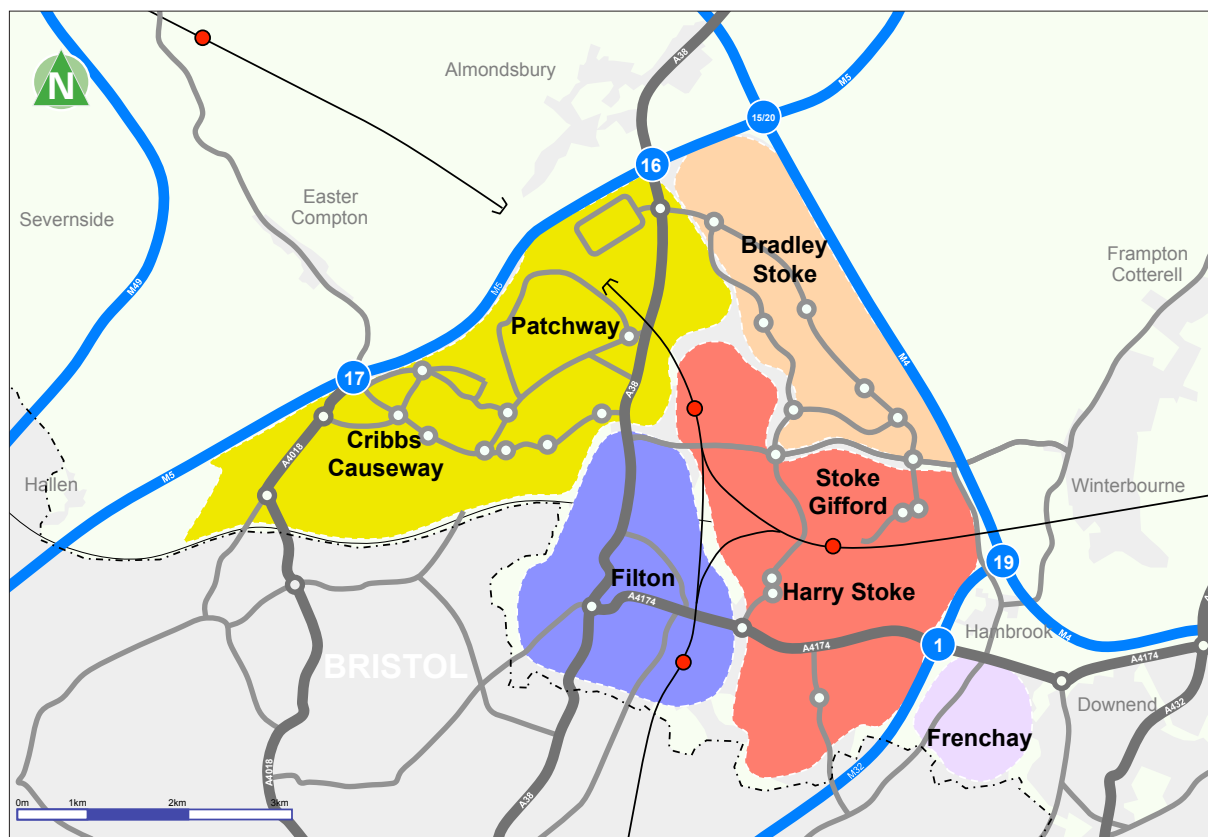 A38
M5
N
Almondsbury
15/20
16
Easter
Compton
Severnside
Bradley
Stoke
Frampton
Cotterell
M49
M5
Patchway
M4
17
A38
Cribbs
Causeway
A4018
M5
Hallen
Stoke
Gifford
Winterbourne
19
Filton
Harry Stoke
A4174
Hambrook
M4
1
A4174
A4174
BRISTOL
Downend
A432
Frenchay
M32
A4018
A38
0m
1km
2km
3km